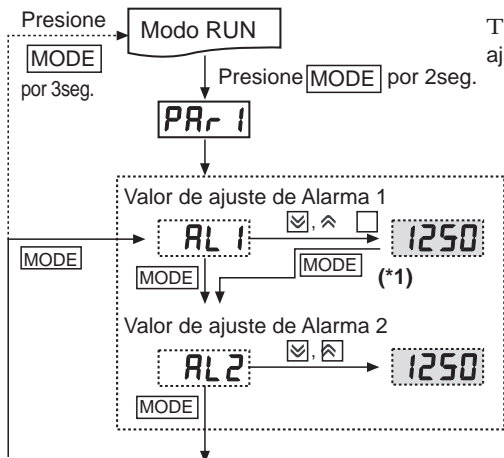 Presione
MODE
por 3seg.
Modo RUN
Presione MODE por 2seg.
PAr 1
Valor de ajuste de Alarma 1
AL 1
, 
1250
MODE
MODE
MODE
(*1)
Valor de ajuste de Alarma 2
AL2
, 
1250
MODE
T
aj